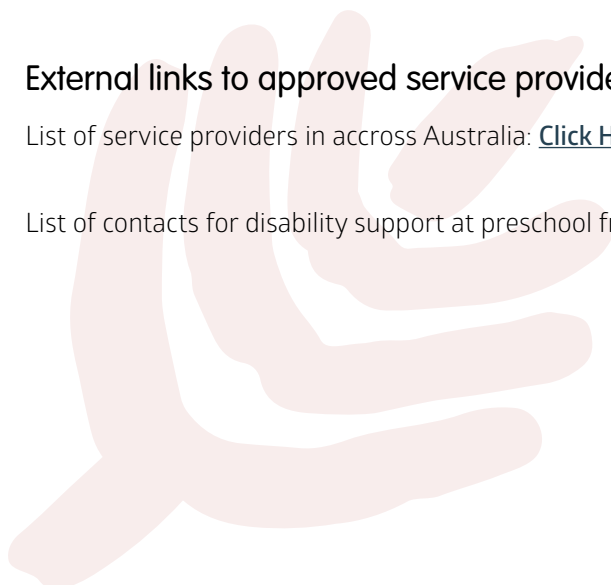 External links to approved service
List of service providers in accross Australia: Click
List of contacts for disability support at preschool